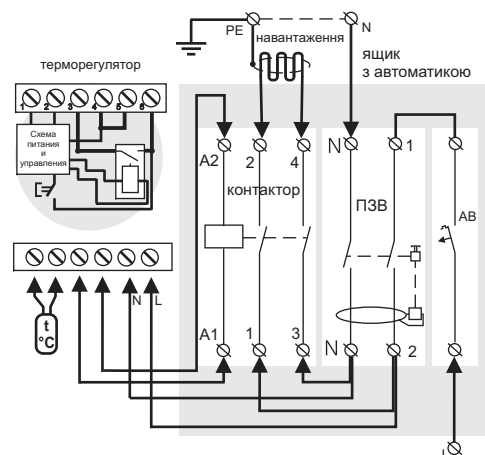 PE
N
навантаження
ящик
з автоматикою
терморегулятор
1 2 3 4 5 6
Схема
питания
и
управления
A2 2 4 N 1
контактор
ПЗВ
АВ
N L
t
°C
A1 1 3 N 2
L